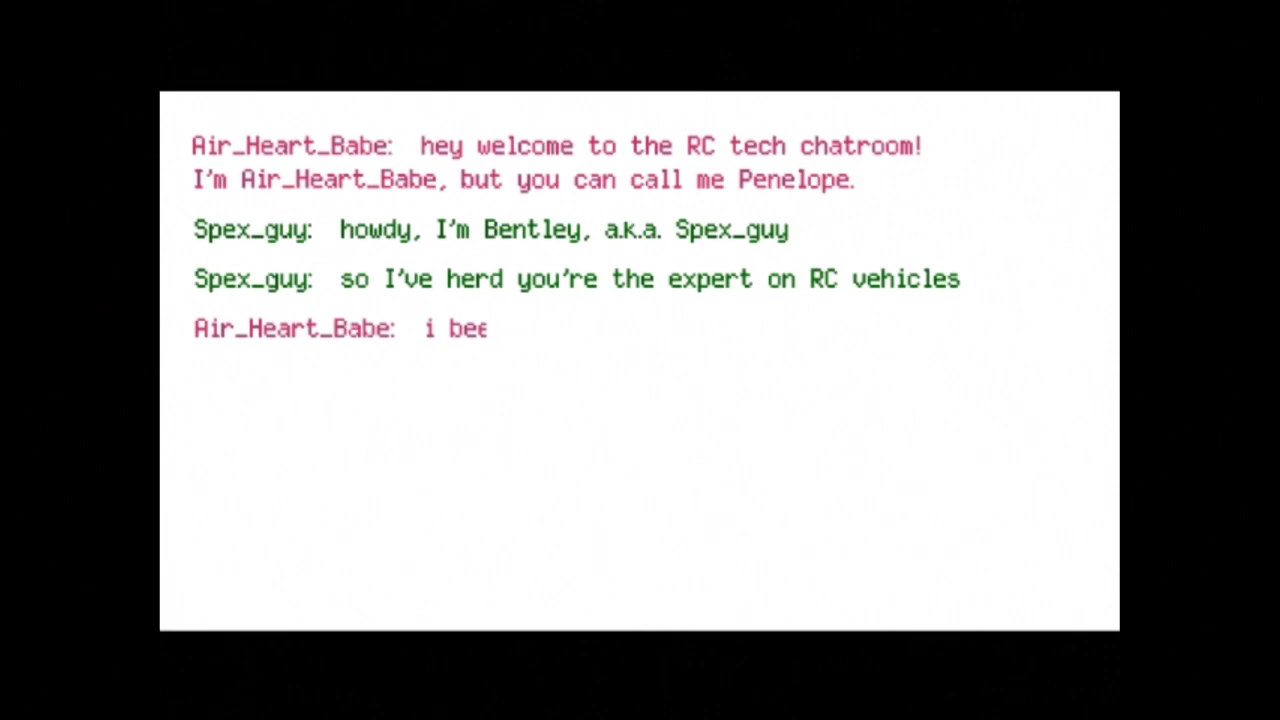 Air_Heart_Babe: hey welcome to the RC tech chatroom!
I'm Air_Heart_Babe, but you can call me Penelope.
Spex_guy: howdy, I'm Bentley, a.k.a. Spex_guy
Spex_guy: so I've herd you're the expert on RC vehicles
Air_Heart_Babe: i bee